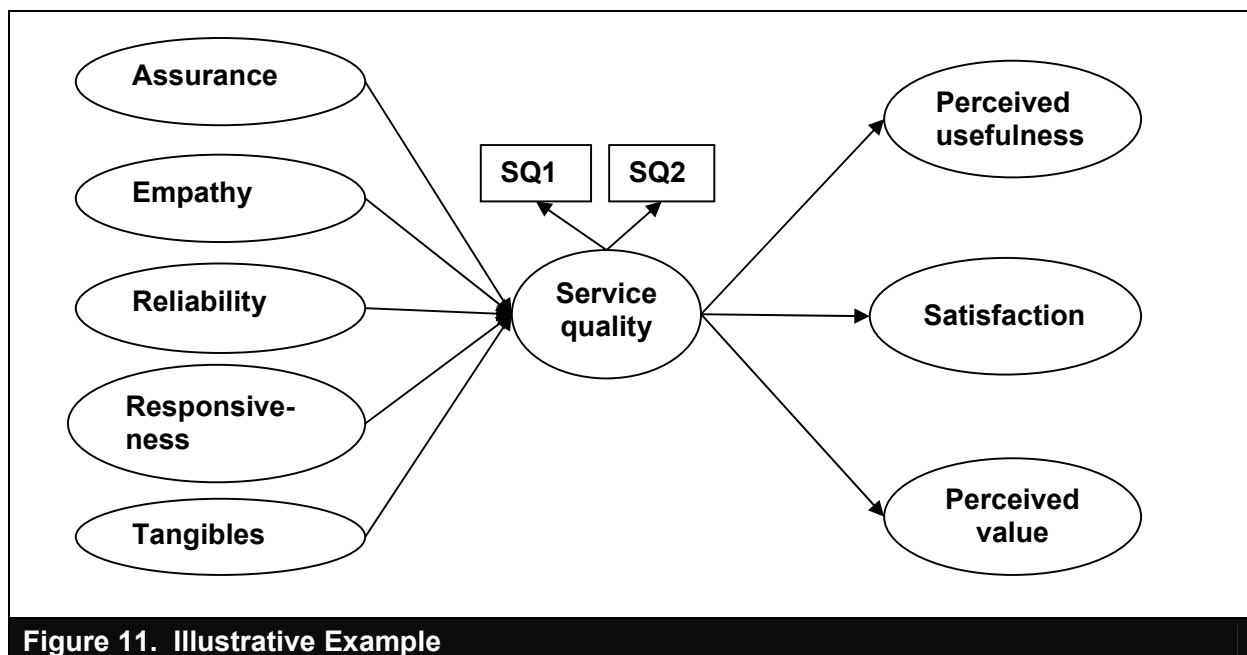 Assurance
Empathy
Reliability
Responsive-
ness
Tangibles
SQ1
SQ2
Service
quality
Perceived
usefulness
Satisfaction
Perceived
value
Figure 11. Illustrative Example